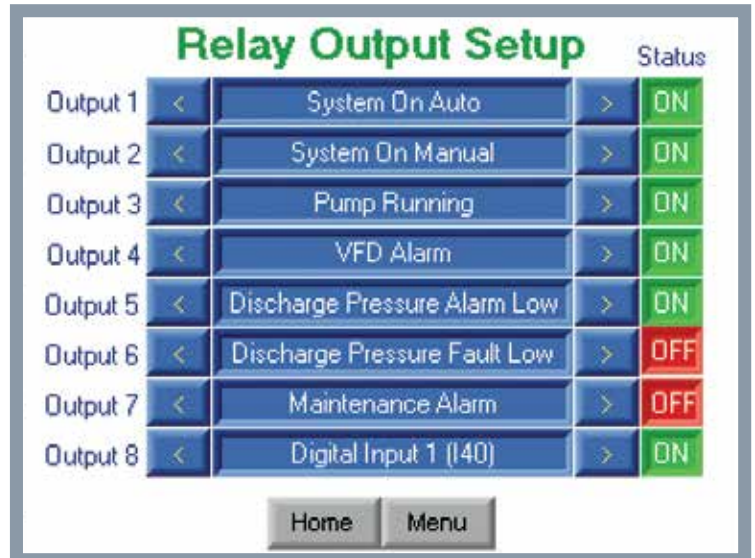 Relay Output Setup
Status
Output 1 < System On Auto > ON
Output 2 < System On Manual > ON
Output 3 < Pump Running > ON
Output 4 < VFD Alarm > ON
Output 5 < Discharge Pressure Alarm Low > ON
Output 6 < Discharge Pressure Fault Low > OFF
Output 7 < Maintenance Alarm > OFF
Output 8 < Digital Input 1 (I40) > ON
Home Menu